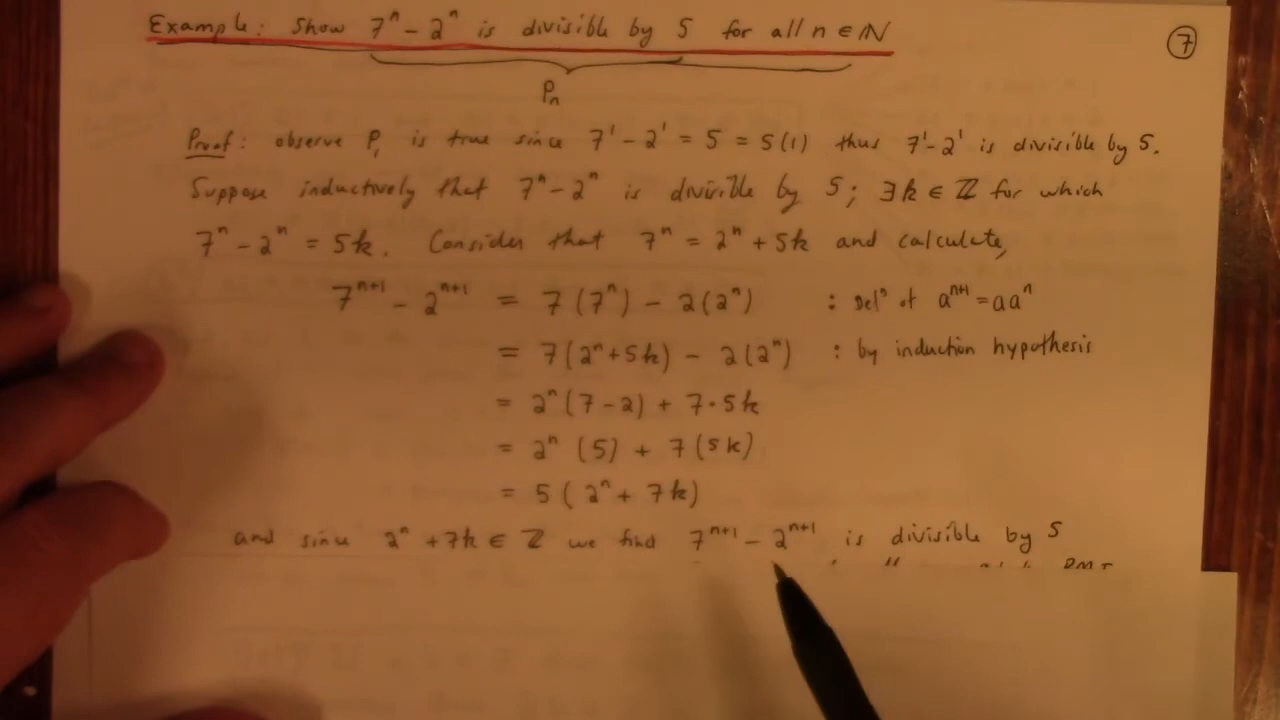 Example: Show 7ⁿ - 2ⁿ is divisible by 5 for all n ∈ ℕ
7
Pₙ
Proof: observe P₁ is true since 7¹ - 2¹ = 5 = 5(1) thus 7¹-2¹ is divisible by 5.
Suppose inductively that 7ⁿ - 2ⁿ is divisible by 5; ∃k ∈ ℤ for which
7ⁿ - 2ⁿ = 5k. Consider that 7ⁿ = 2ⁿ + 5k and calculate,
7ⁿ⁺¹ - 2ⁿ⁺¹ = 7(7ⁿ) - 2(2ⁿ) : Defⁿ of aⁿ⁺¹ = aaⁿ
= 7(2ⁿ+5k) - 2(2ⁿ) : by induction hypothesis
= 2ⁿ(7-2) + 7·5k
= 2ⁿ(5) + 7(5k)
= 5(2ⁿ + 7k)
and since 2ⁿ + 7k ∈ ℤ we find 7ⁿ⁺¹ - 2ⁿ⁺¹ is divisible by 5